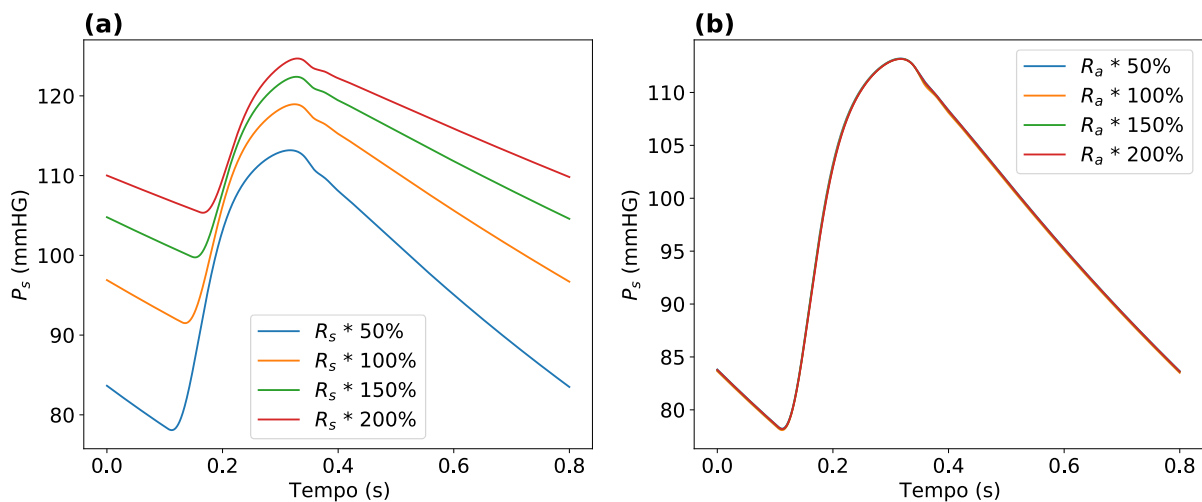 (a)
120
110
100
90
80
P_s (mmHG)
0.0 0.2 0.4 0.6 0.8
Tempo (s)
R_s * 50%
R_s * 100%
R_s * 150%
R_s * 200%
(b)
110
105
100
95
90
85
80
P_s (mmHG)
0.0 0.2 0.4 0.6 0.8
Tempo (s)
R_a * 50%
R_a * 100%
R_a * 150%
R_a * 200%